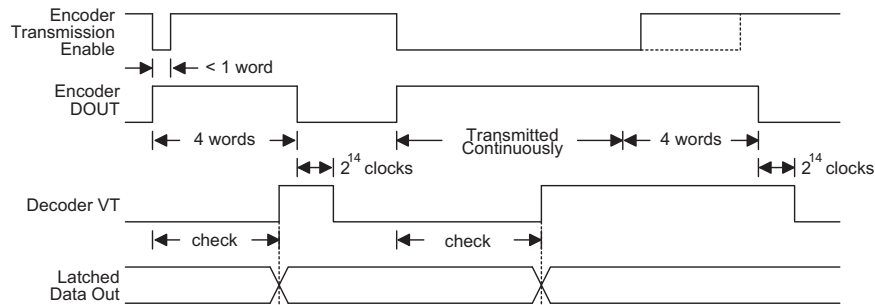 Encoder
Transmission
Enable
< 1 word
Encoder
DOUT
4 words
Transmitted
Continuously
4 words
2^14 clocks
2^14 clocks
Decoder VT
check
check
Latched
Data Out